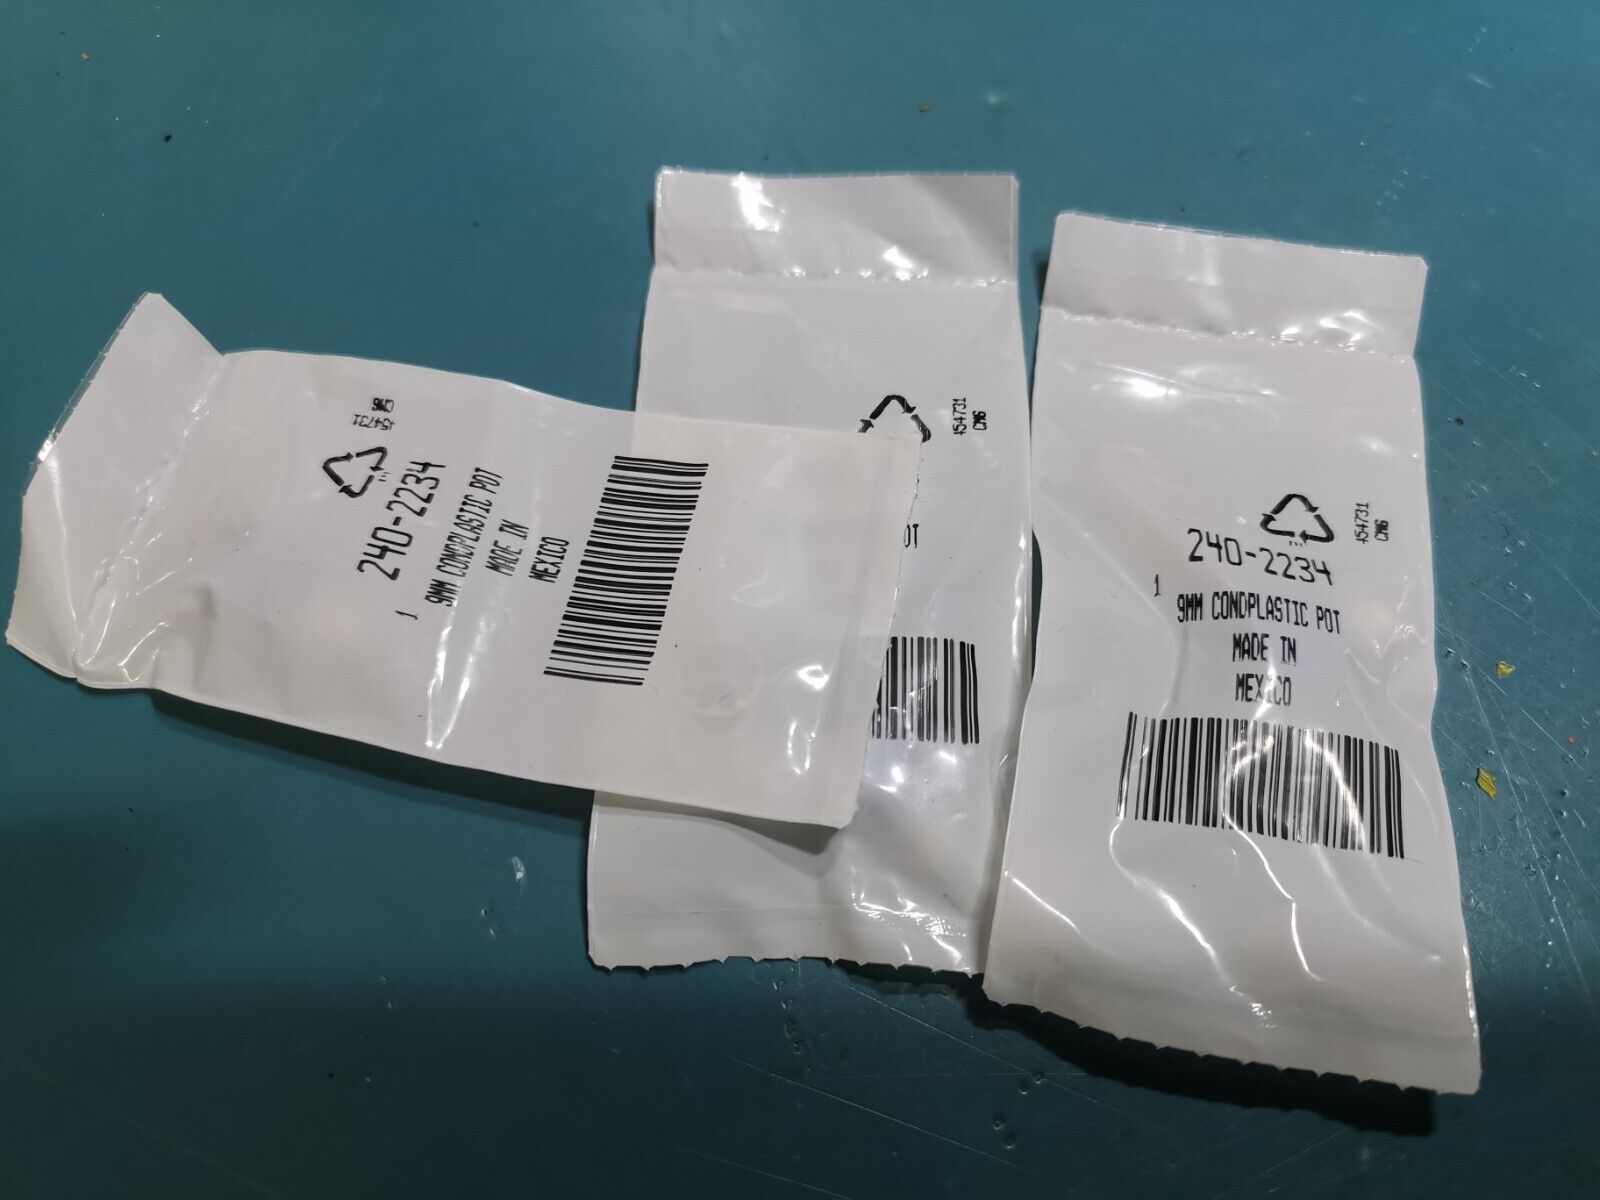 454731
CM6
240-2234
1
9MM CONDPLASTIC POT
MADE IN
MEXICO
454731
CM6
OT
454731
CM6
240-2234
1
9MM CONDPLASTIC POT
MADE IN
MEXICO